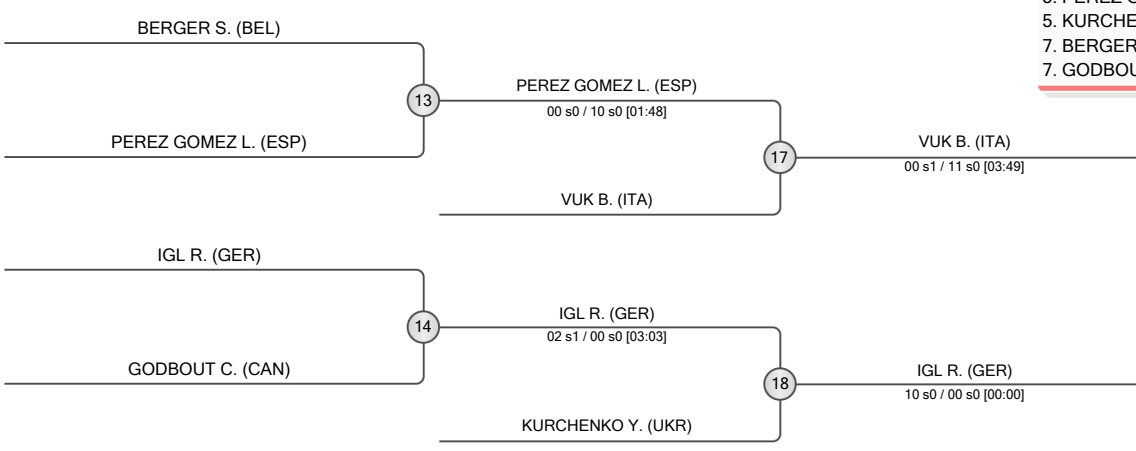 BERGER S. (BEL)
13
PEREZ GOMEZ L. (ESP)
PEREZ GOMEZ L. (ESP)
00 s0 / 10 s0 [01:48]
17
VUK B. (ITA)
VUK B. (ITA)
00 s1 / 11 s0 [03:49]
IGL R. (GER)
14
GODBOUT C. (CAN)
IGL R. (GER)
02 s1 / 00 s0 [03:03]
18
KURCHENKO Y. (UKR)
IGL R. (GER)
10 s0 / 00 s0 [00:00]
5. KURCHE
7. BERGER
7. GODBOU